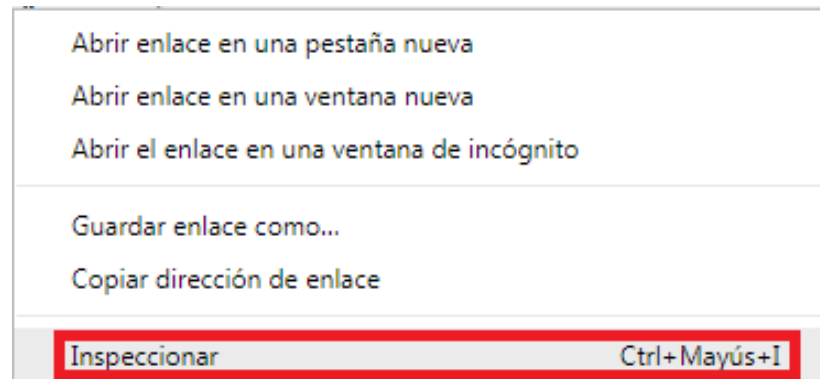 Abrir enlace en una pestaña nueva
Abrir enlace en una ventana nueva
Abrir el enlace en una ventana de incógnito
Guardar enlace como...
Copiar dirección de enlace
Inspeccionar Ctrl+Mayús+I